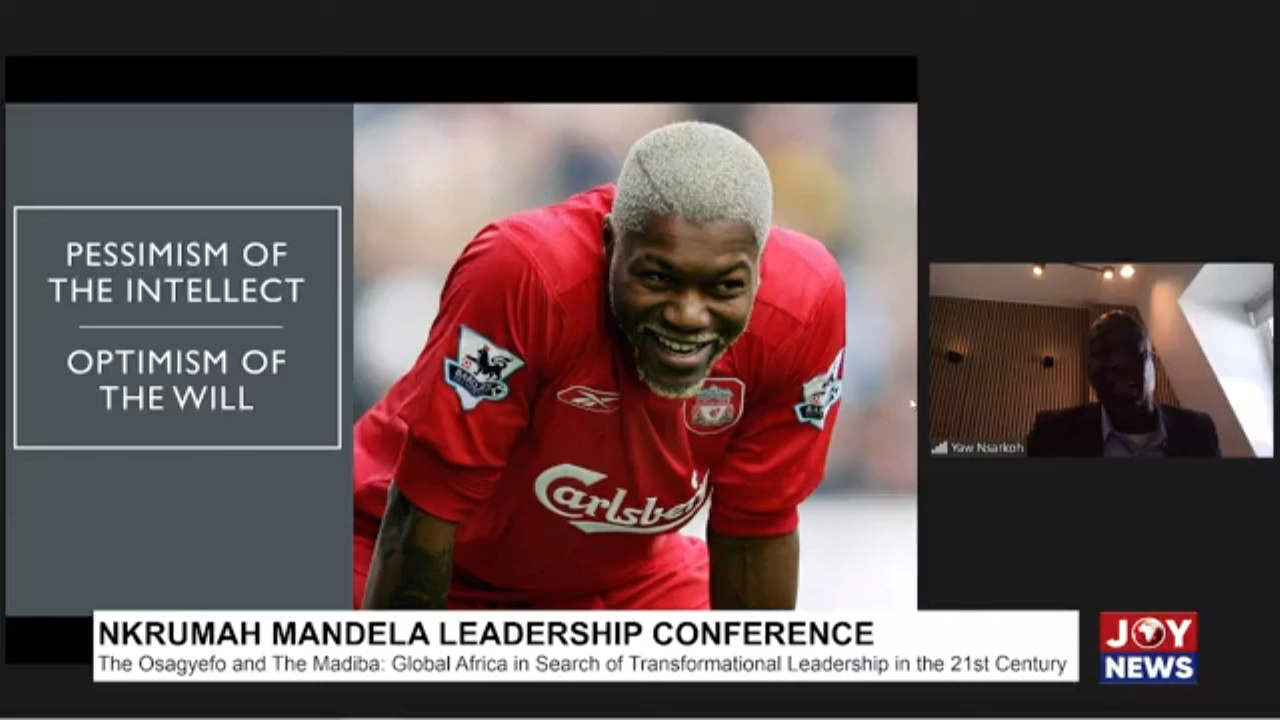 PESSIMISM OF
THE INTELLECT
OPTIMISM OF
THE WILL
Carlsberg
Yaw Nsarkoh
NKRUMAH MANDELA LEADERSHIP CONFERENCE
The Osagyefo and The Madiba: Global Africa in Search of Transformational Leadership in the 21st Century
JOY
NEWS